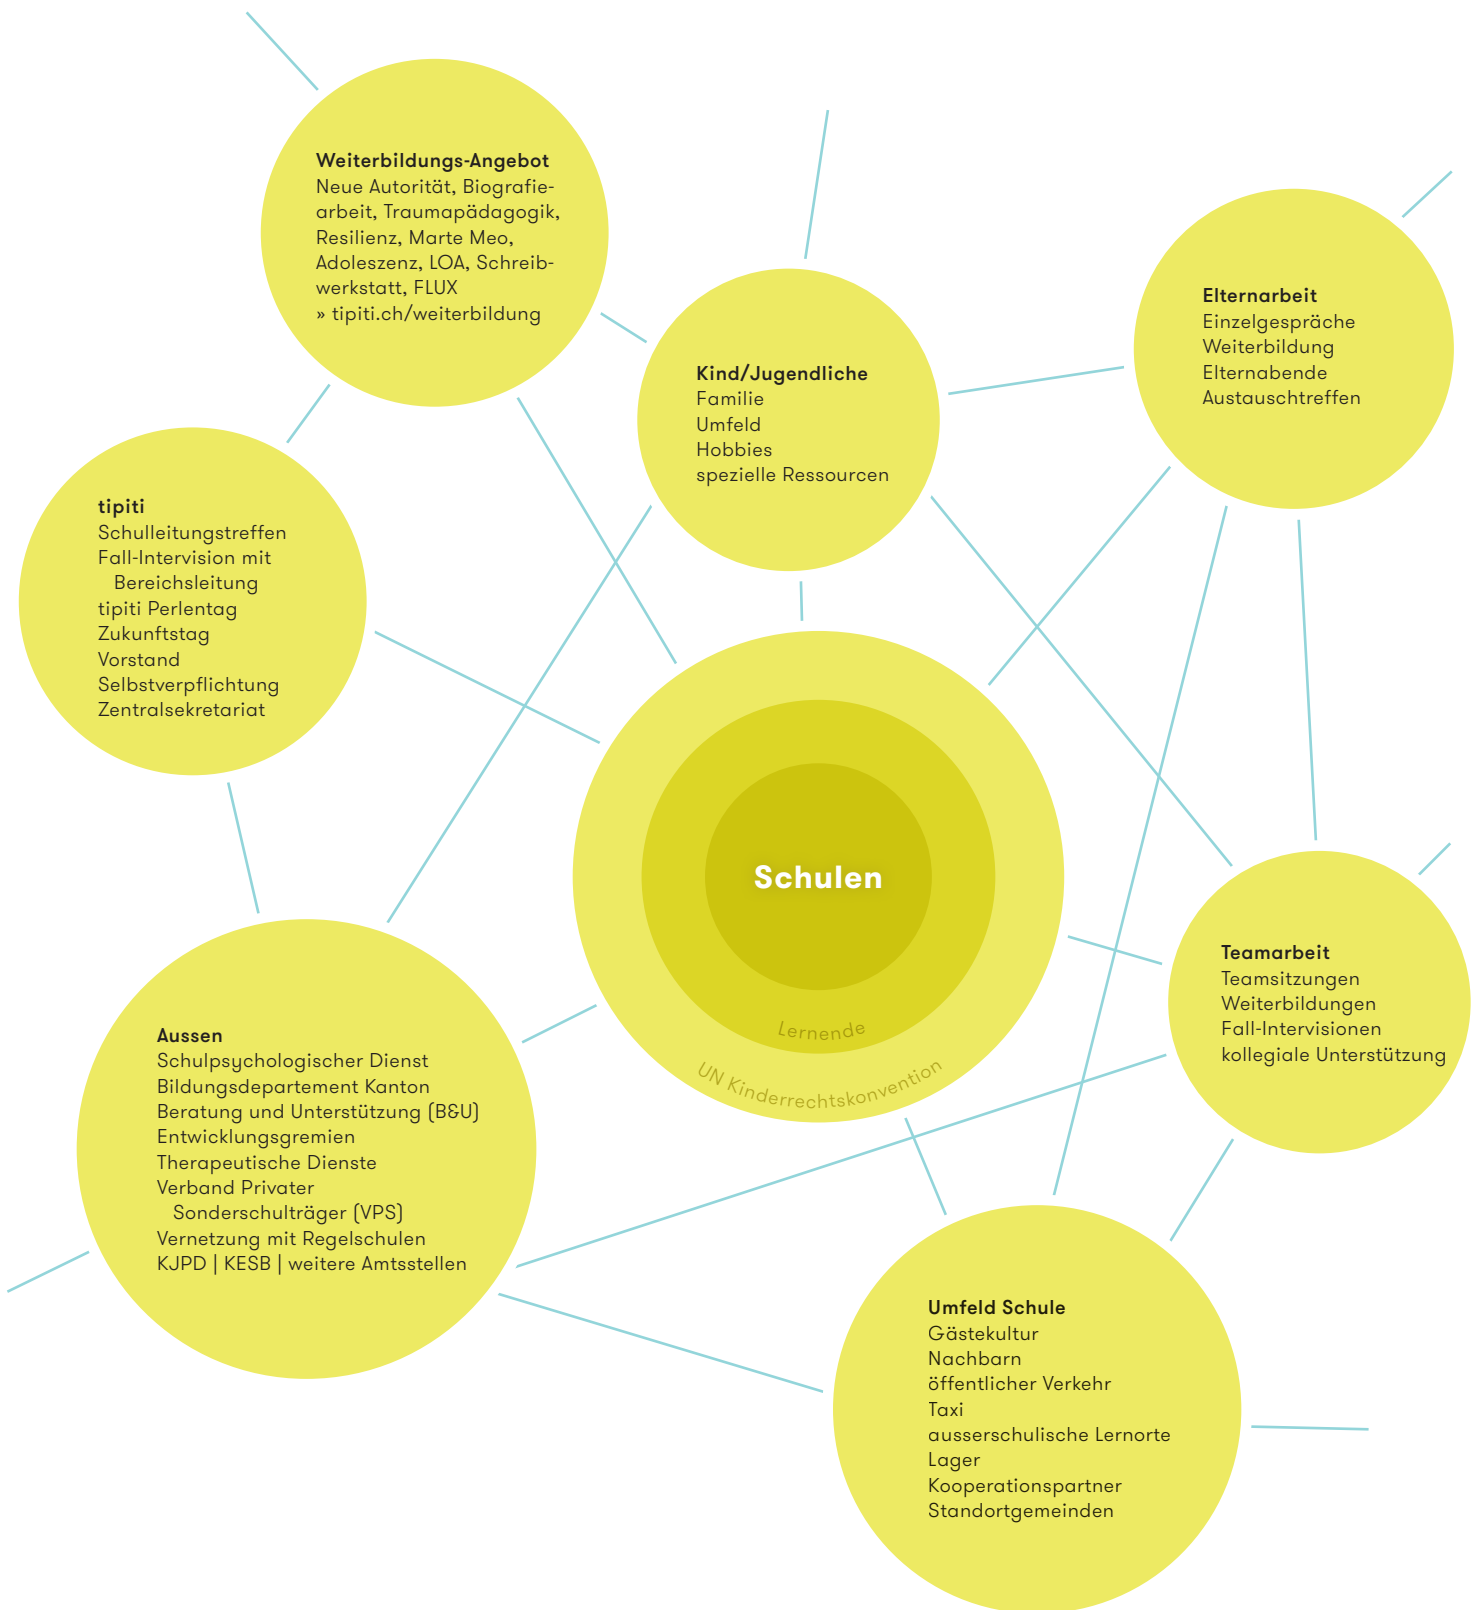 Weiterbildungs-Angebot
Neue Autorität, Biografie-
arbeit, Traumapädagogik,
Resilienz, Marte Meo,
Adoleszenz, LOA, Schreib-
werkstatt, FLUX
» tipiti.ch/weiterbildung
Elternarbeit
Einzelgespräche
Weiterbildung
Elternabende
Austauschtreffen
Kind/Jugendliche
Familie
Umfeld
Hobbies
spezielle Ressourcen
tipiti
Schulleitungstreffen
Fall-Intervision mit
Bereichsleitung
tipiti Perlentag
Zukunftstag
Vorstand
Selbstverpflichtung
Zentralsekretariat
Schulen
Lernende
UN Kinderrechtskonvention
Teamarbeit
Teamsitzungen
Weiterbildungen
Fall-Intervisionen
kollegiale Unterstützung
Aussen
Schulpsychologischer Dienst
Bildungsdepartement Kanton
Beratung und Unterstützung (B&U)
Entwicklungsgremien
Therapeutische Dienste
Verband Privater
Sonderschulträger (VPS)
Vernetzung mit Regelschulen
KJPD | KESB | weitere Amtsstellen
Umfeld Schule
Gästekultur
Nachbarn
öffentlicher Verkehr
Taxi
ausserschulische Lernorte
Lager
Kooperationspartner
Standortgemeinden